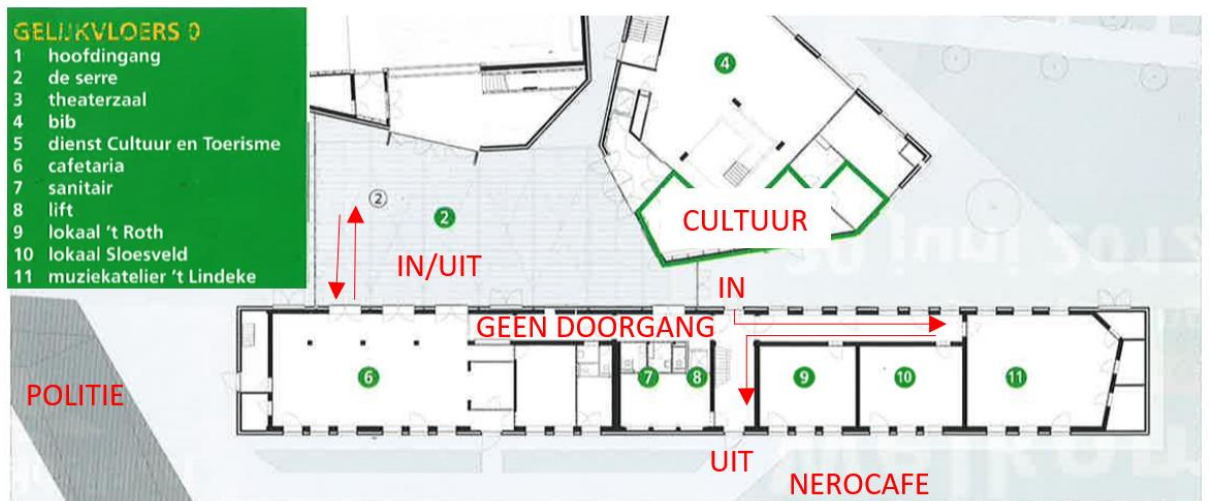 GELIJKVLOERS 0
1 hoofdingang
2 de serre
3 theaterzaal
4 bib
5 dienst Cultuur en Toerisme
6 cafetaria
7 sanitair
8 lift
9 lokaal 't Roth
10 lokaal Sloesveld
11 muziekatelier 't Lindeke
4
2
2
CULTUUR
IN/UIT
IN
GEEN DOORGANG
6
7
8
9
10
11
POLITIE
UIT
NEROCAFE